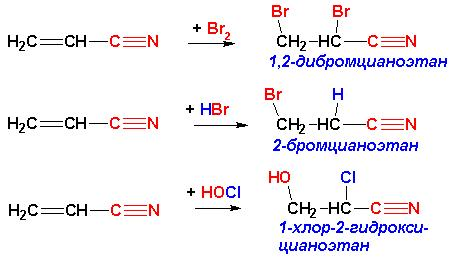 Br Br
+ Br2
H2C=CH-C≡N → CH2-HC-C≡N
1,2-дибромцианоэтан
Br H
+ HBr
H2C=CH-C≡N → CH2-HC-C≡N
2-бромцианоэтан
HO Cl
+ HOCl
H2C=CH-C≡N → CH2-HC-C≡N
1-хлор-2-гидрокси-
цианоэтан